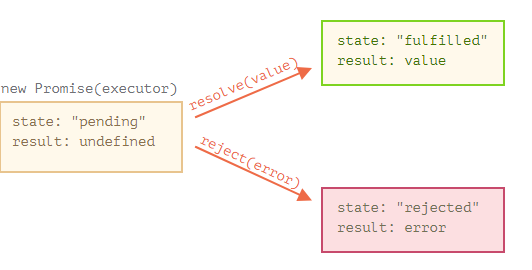 new Promise(executor)
state: "pending"
result: undefined
resolve(value)
reject(error)
state: "fulfilled"
result: value
state: "rejected"
result: error